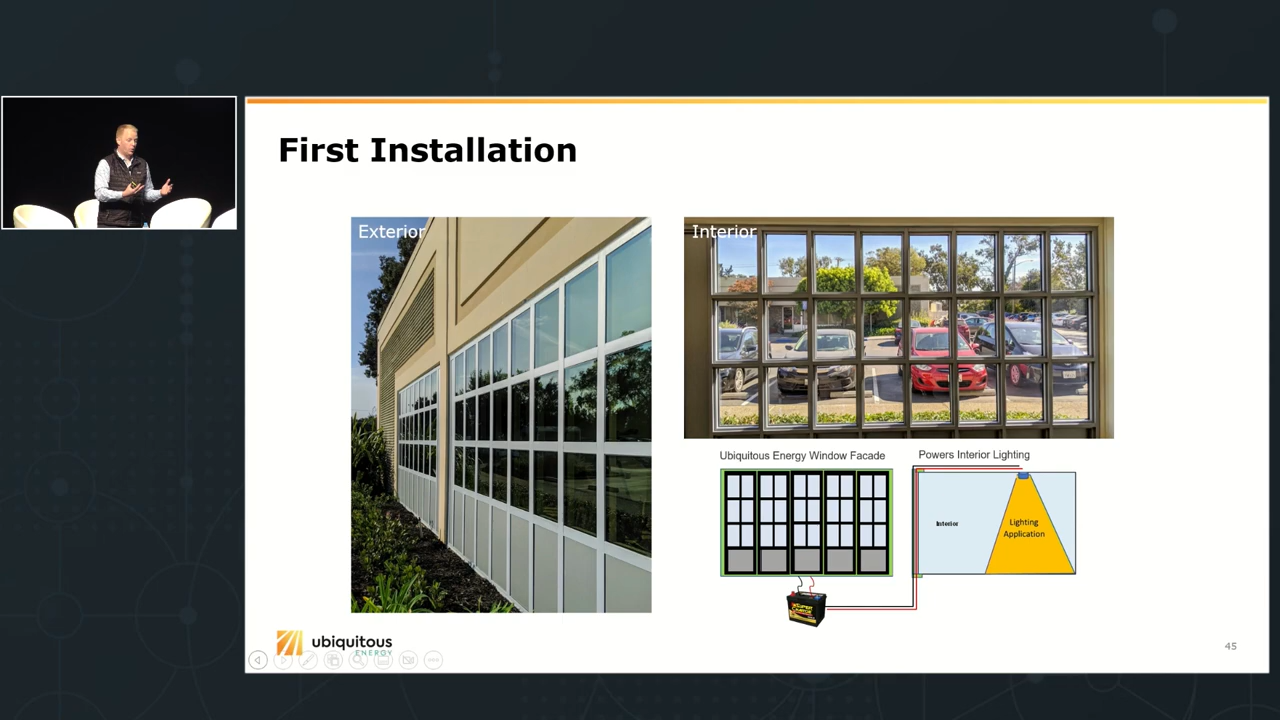 First Installation
Exterior
Interior
Ubiquitous Energy Window Facade
Powers Interior Lighting
Interior
Lighting
Application
ubiquitous
ENERGY
45